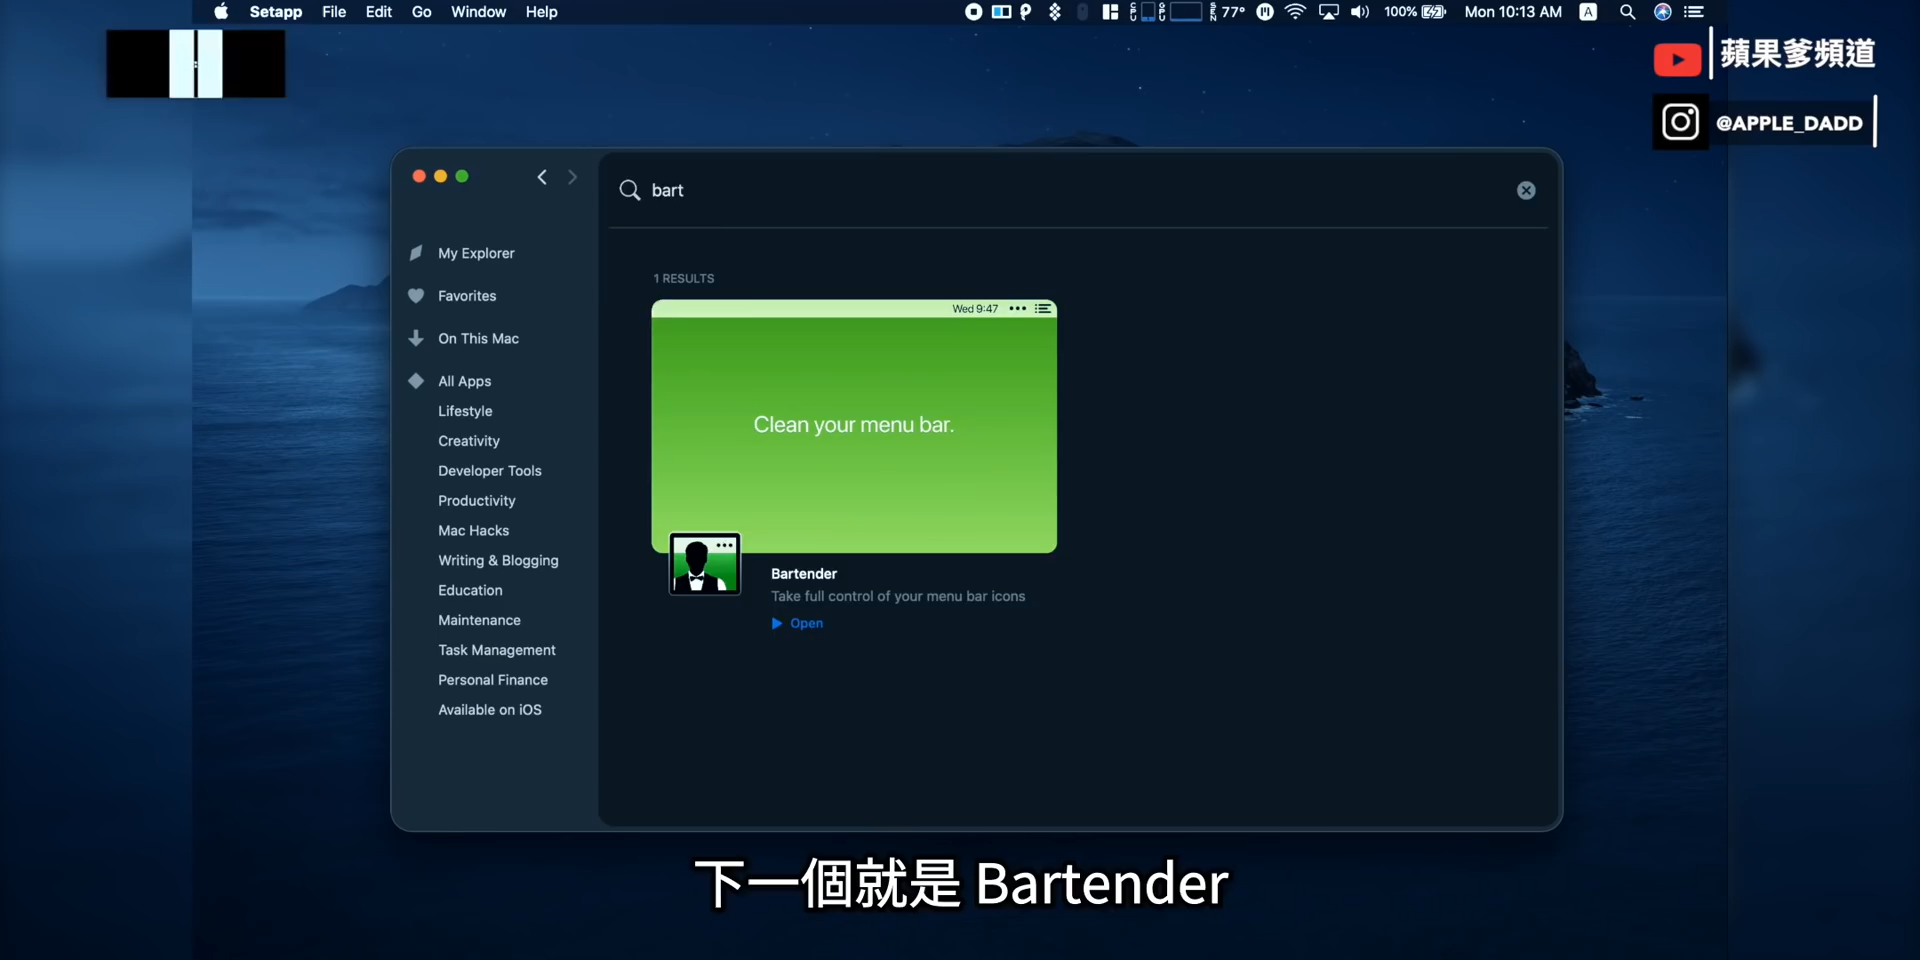 Setapp File Edit Go Window Help
CPU GPU SEN 77° 100% Mon 10:13 AM A
蘋果爹頻道
@APPLE_DADD
bart
My Explorer
Favorites
On This Mac
All Apps
Lifestyle
Creativity
Developer Tools
Productivity
Mac Hacks
Writing & Blogging
Education
Maintenance
Task Management
Personal Finance
Available on iOS
1 RESULTS
Wed 9:47
Clean your menu bar.
Bartender
Take full control of your menu bar icons
Open
下一個就是 Bartender